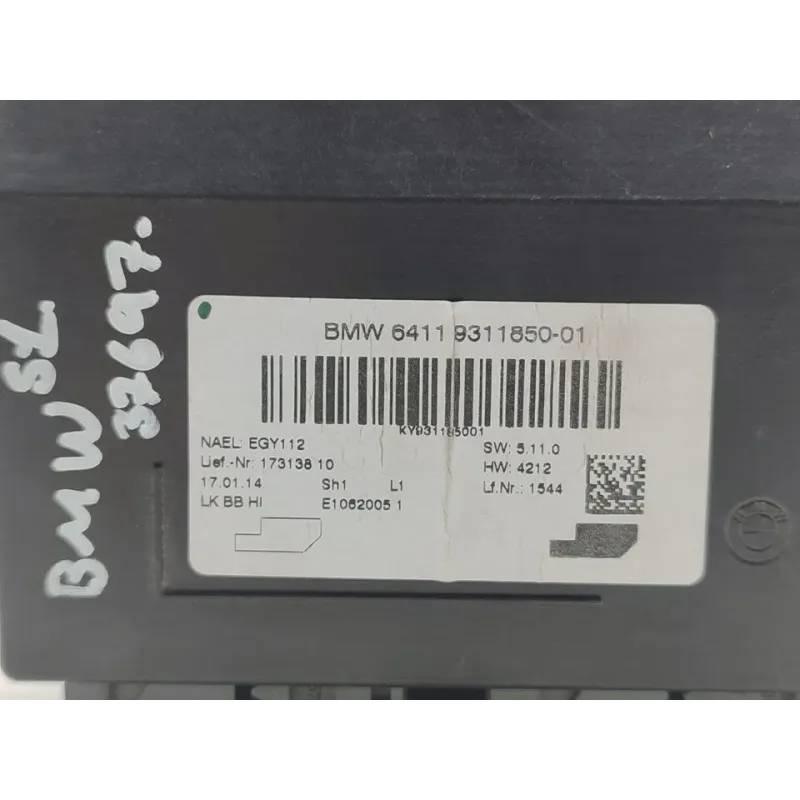 BMW 6411 9311850-01
KY931185001
NAEL: EGY112
SW: 5.11.0
Lief.-Nr: 173138 10
HW: 4212
17.01.14 Sh1 L1
Lf.Nr.: 1544
LK BB HI E1062005 1
BMW
37697.